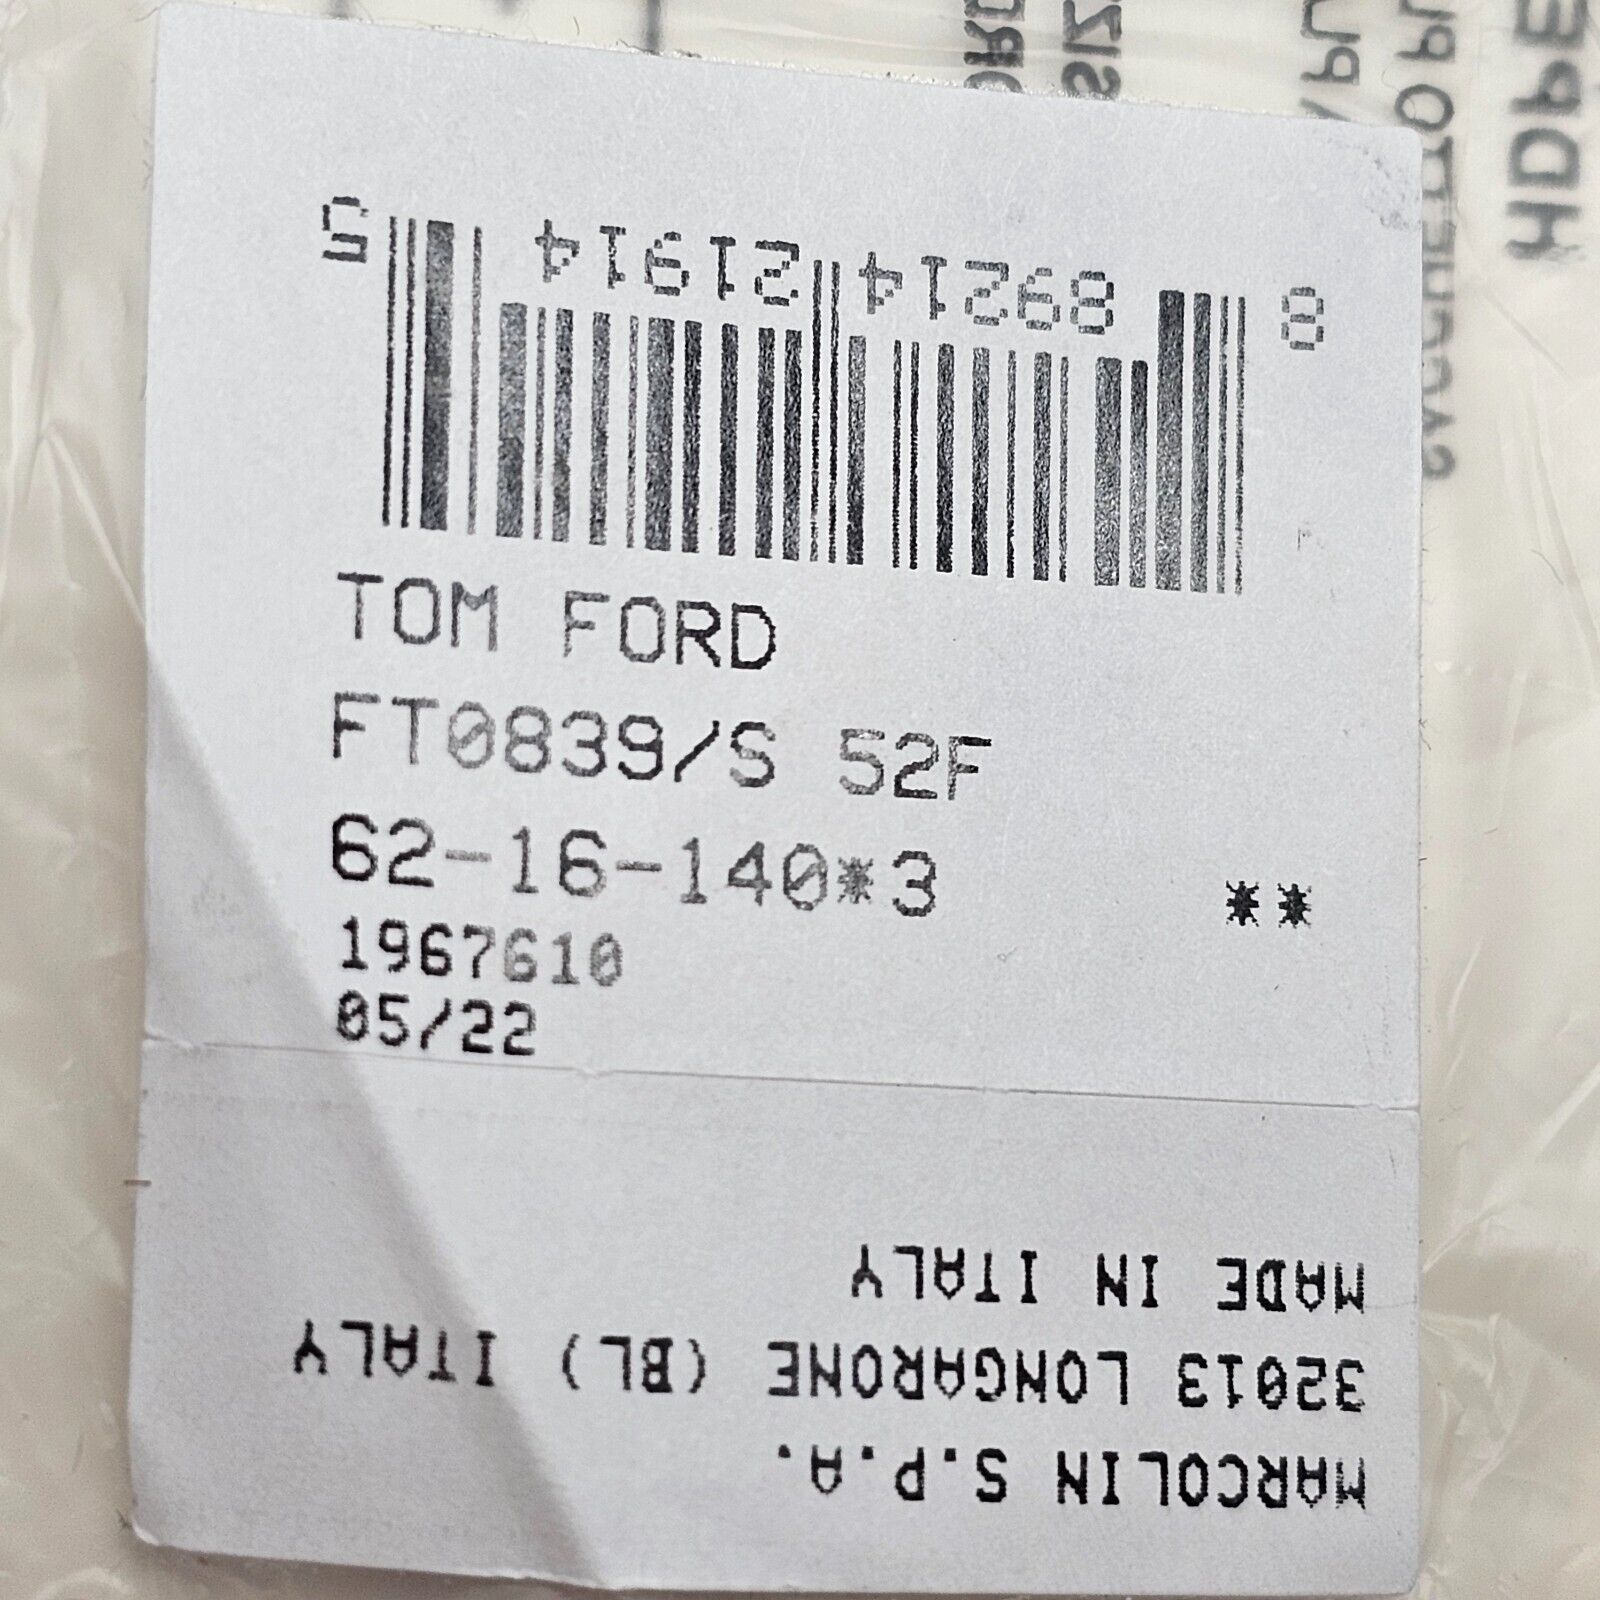 8 89214 21914 5
TOM FORD
FT0839/S 52F
62-16-140*3 **
1967610
05/22
MARCOLIN S.P.A.
32013 LONGARONE (BL) ITALY
MADE IN ITALY
HDPE